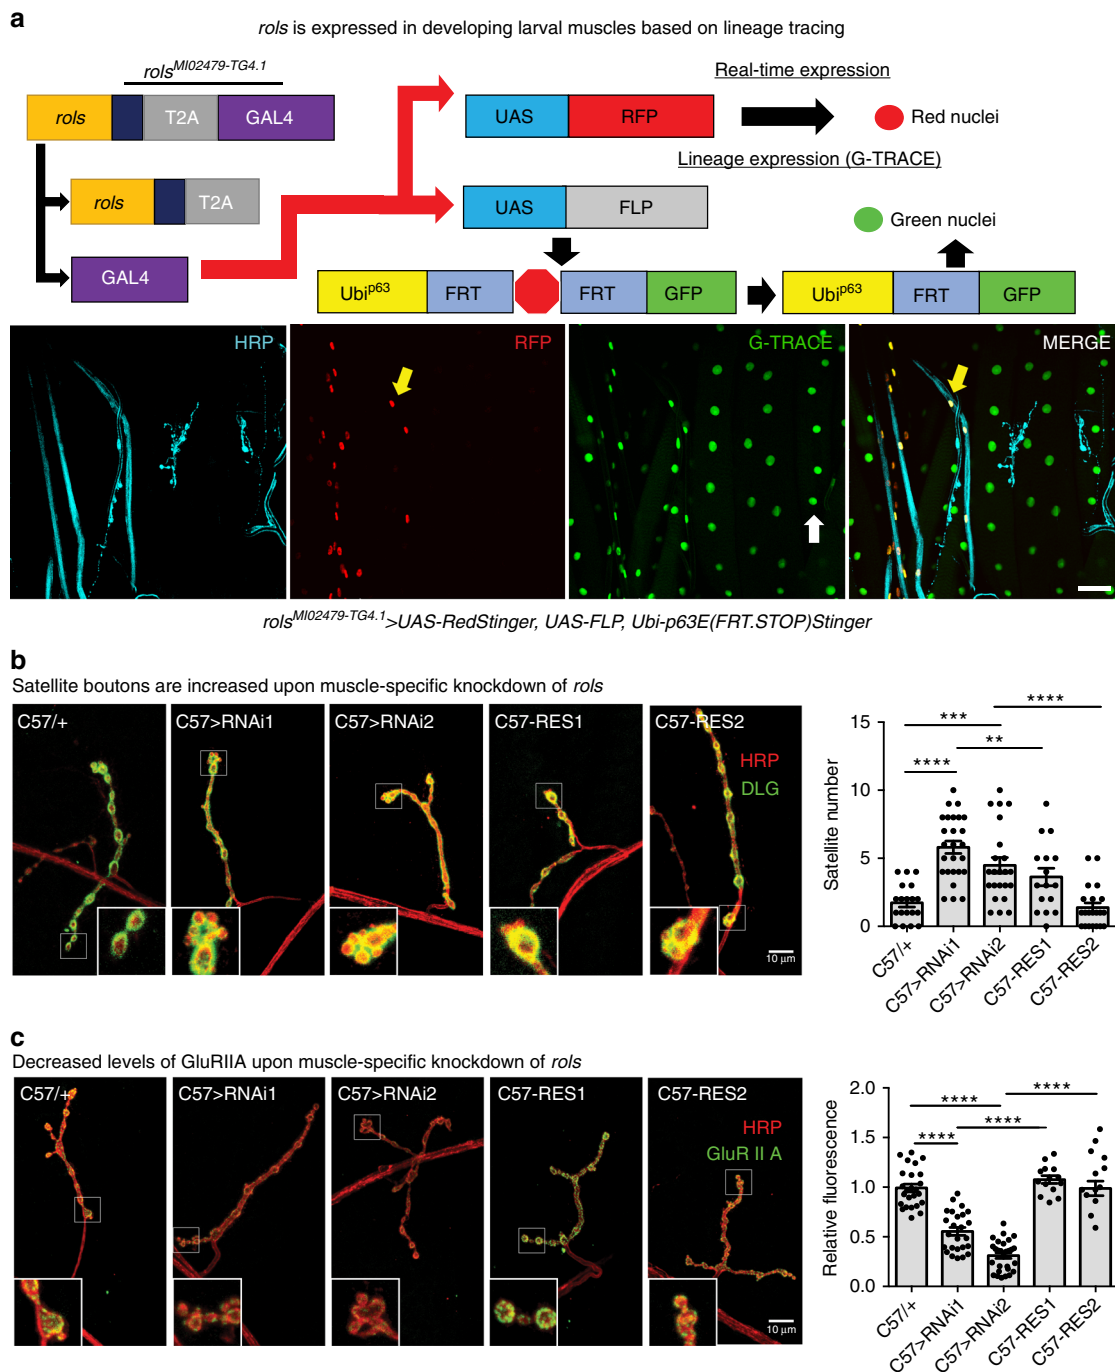 a
rols is expressed in developing larval muscles based on lineage tracing
rolsMI02479-TG4.1
rols T2A GAL4
rols T2A
GAL4
UAS RFP
Real-time expression
Red nuclei
Lineage expression (G-TRACE)
UAS FLP
Green nuclei
Ubip63 FRT FRT GFP
Ubip63 FRT GFP
HRP
RFP
G-TRACE
MERGE
rolsMI02479-TG4.1>UAS-RedStinger, UAS-FLP, Ubi-p63E(FRT.STOP)Stinger
b
Satellite boutons are increased upon muscle-specific knockdown of rols
C57/+
C57>RNAi1
C57>RNAi2
C57-RES1
C57-RES2
HRP
DLG
10 μm
Satellite number
15
10
5
0
****
***
**
****
C57/+
C57>RNAi1
C57>RNAi2
C57-RES1
C57-RES2
c
Decreased levels of GluRIIA upon muscle-specific knockdown of rols
C57/+
C57>RNAi1
C57>RNAi2
C57-RES1
C57-RES2
HRP
GluR II A
10 μm
Relative fluorescence
2.0
1.5
1.0
0.5
0.0
****
****
****
****
C57/+
C57>RNAi1
C57>RNAi2
C57-RES1
C57-RES2